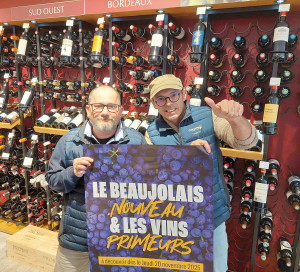 SUD OUEST
BORDEAUX
LE BEAUJOLAIS
NOUVEAU
& LES VINS
PRIMEURS
à découvrir dès le jeudi 20 novembre 2025